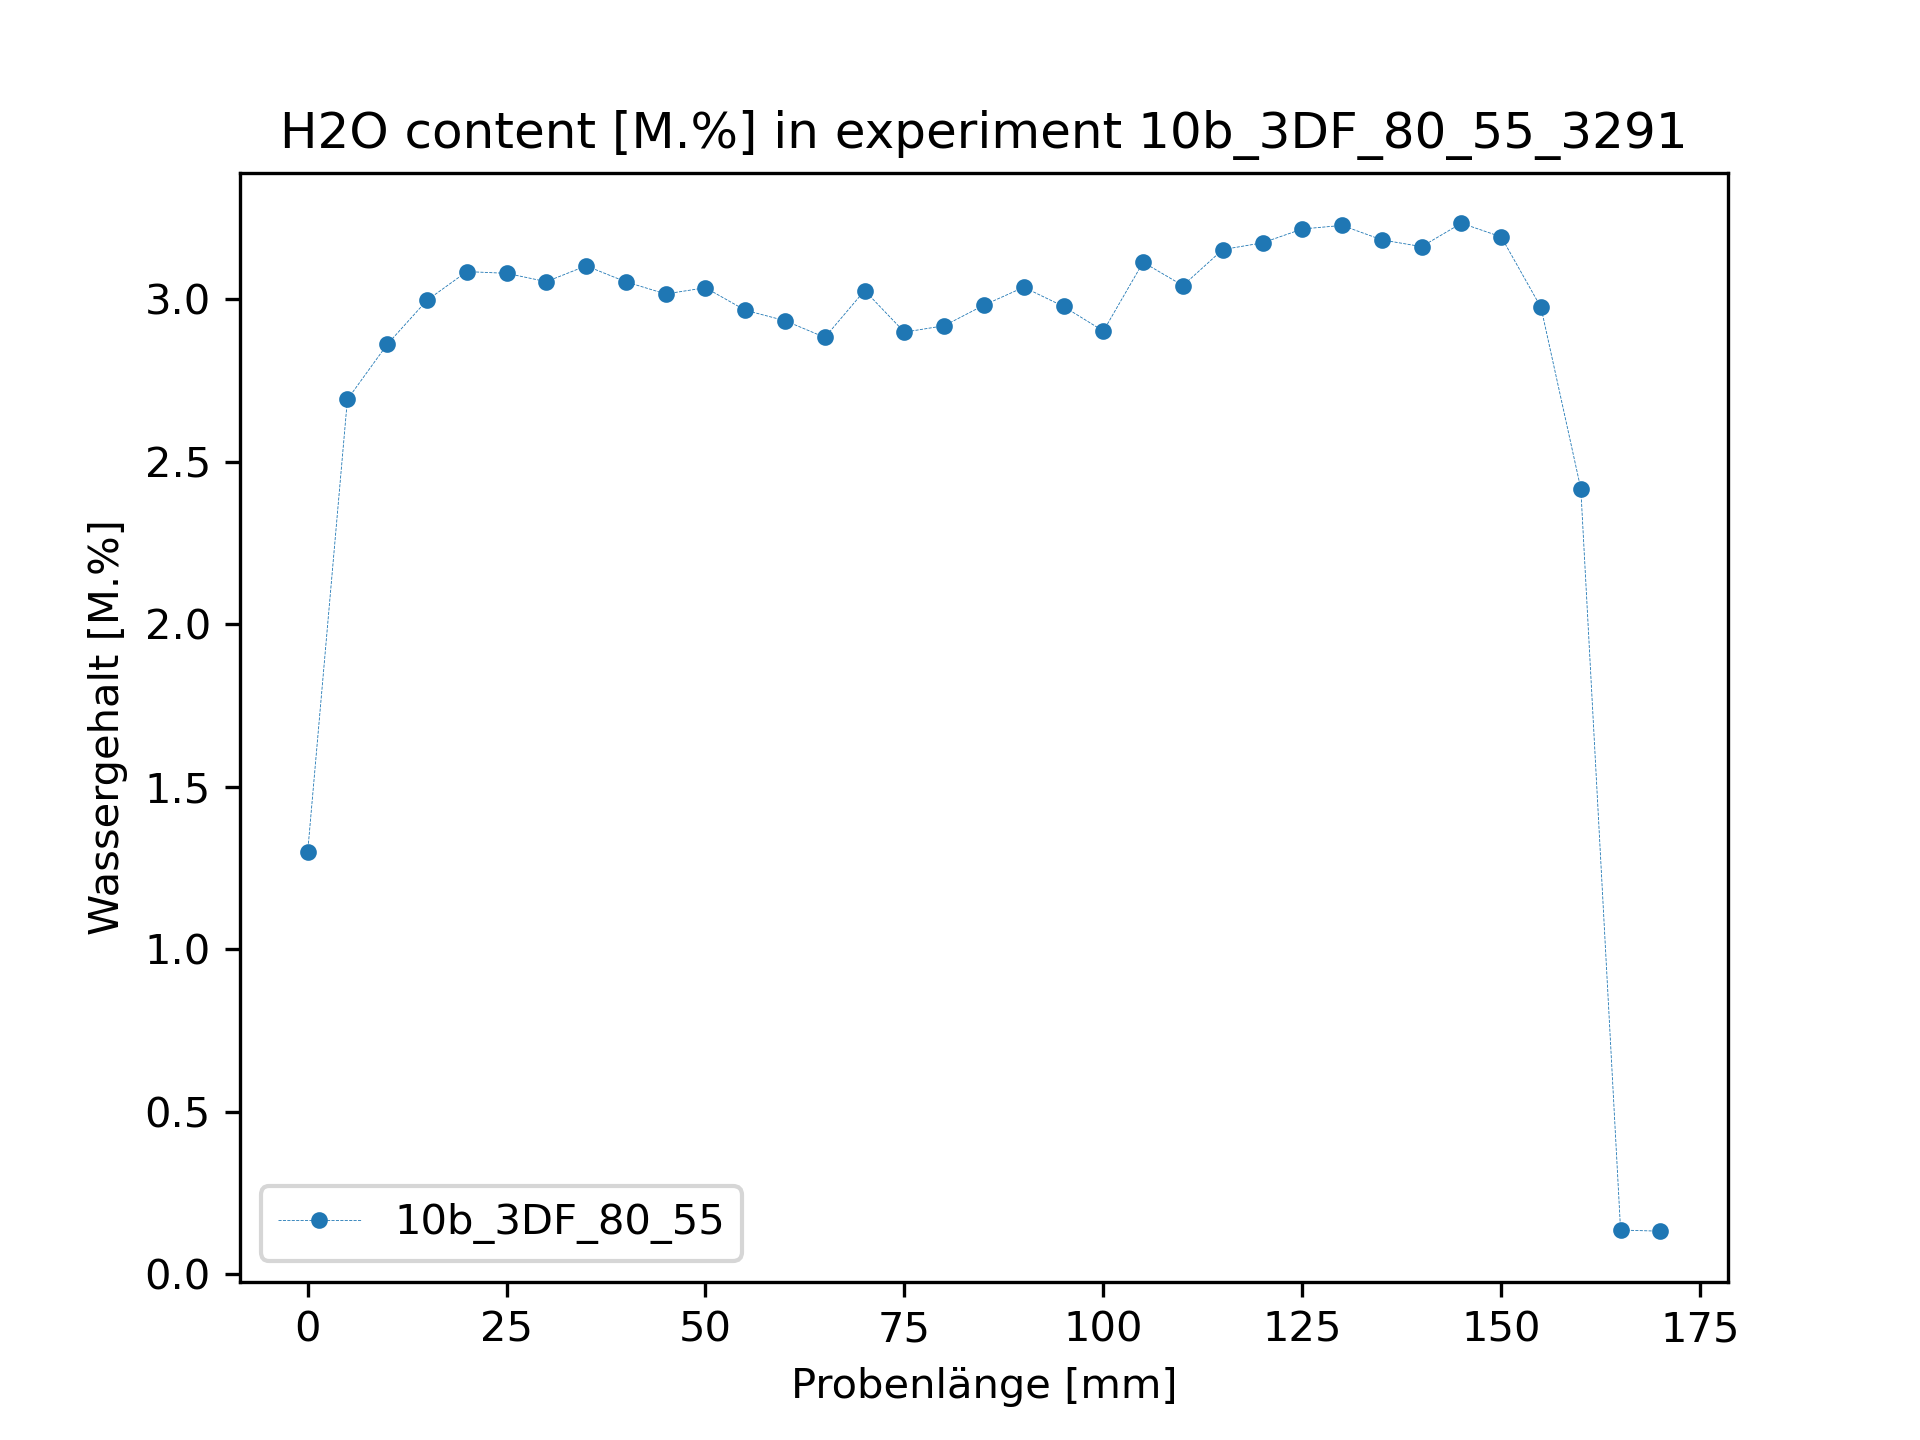 H2O content [M.%] in experiment 10b_3DF_80_55_3291
Wassergehalt [M.%]
3.0
2.5
2.0
1.5
1.0
0.5
0.0
10b_3DF_80_55
0 25 50 75 100 125 150 175
Probenlänge [mm]